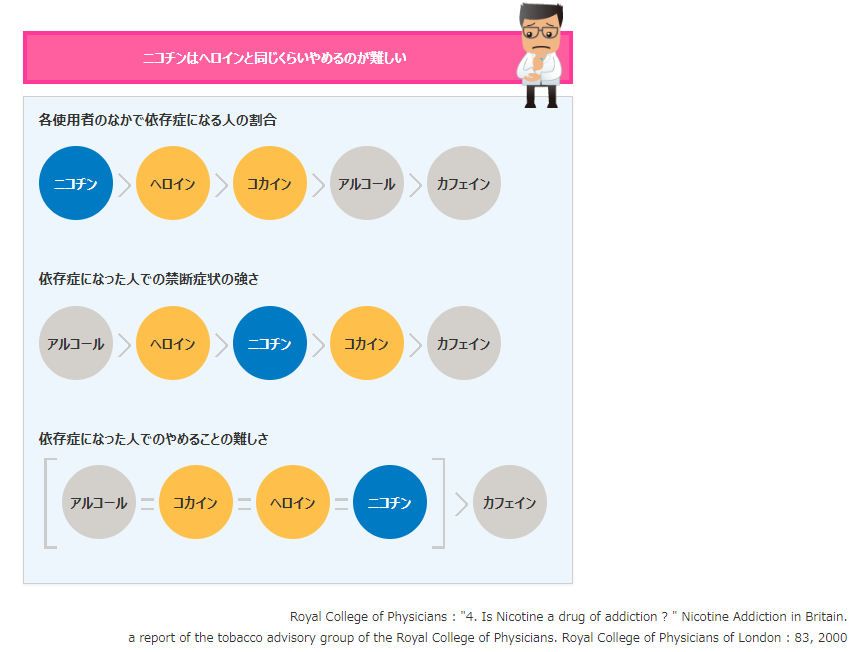 ニコチンはヘロインと同じくらいやめるのが難しい
各使用者のなかで依存症になる人の割合
ニコチン > ヘロイン > コカイン > アルコール > カフェイン
依存症になった人での禁断症状の強さ
アルコール > ヘロイン > ニコチン > コカイン > カフェイン
依存症になった人でのやめることの難しさ
[アルコール = コカイン = ヘロイン = ニコチン] > カフェイン
Royal College of Physicians : "4. Is Nicotine a drug of addiction ? " Nicotine Addiction in Britain.
a report of the tobacco advisory group of the Royal College of Physicians. Royal College of Physicians of London : 83, 2000